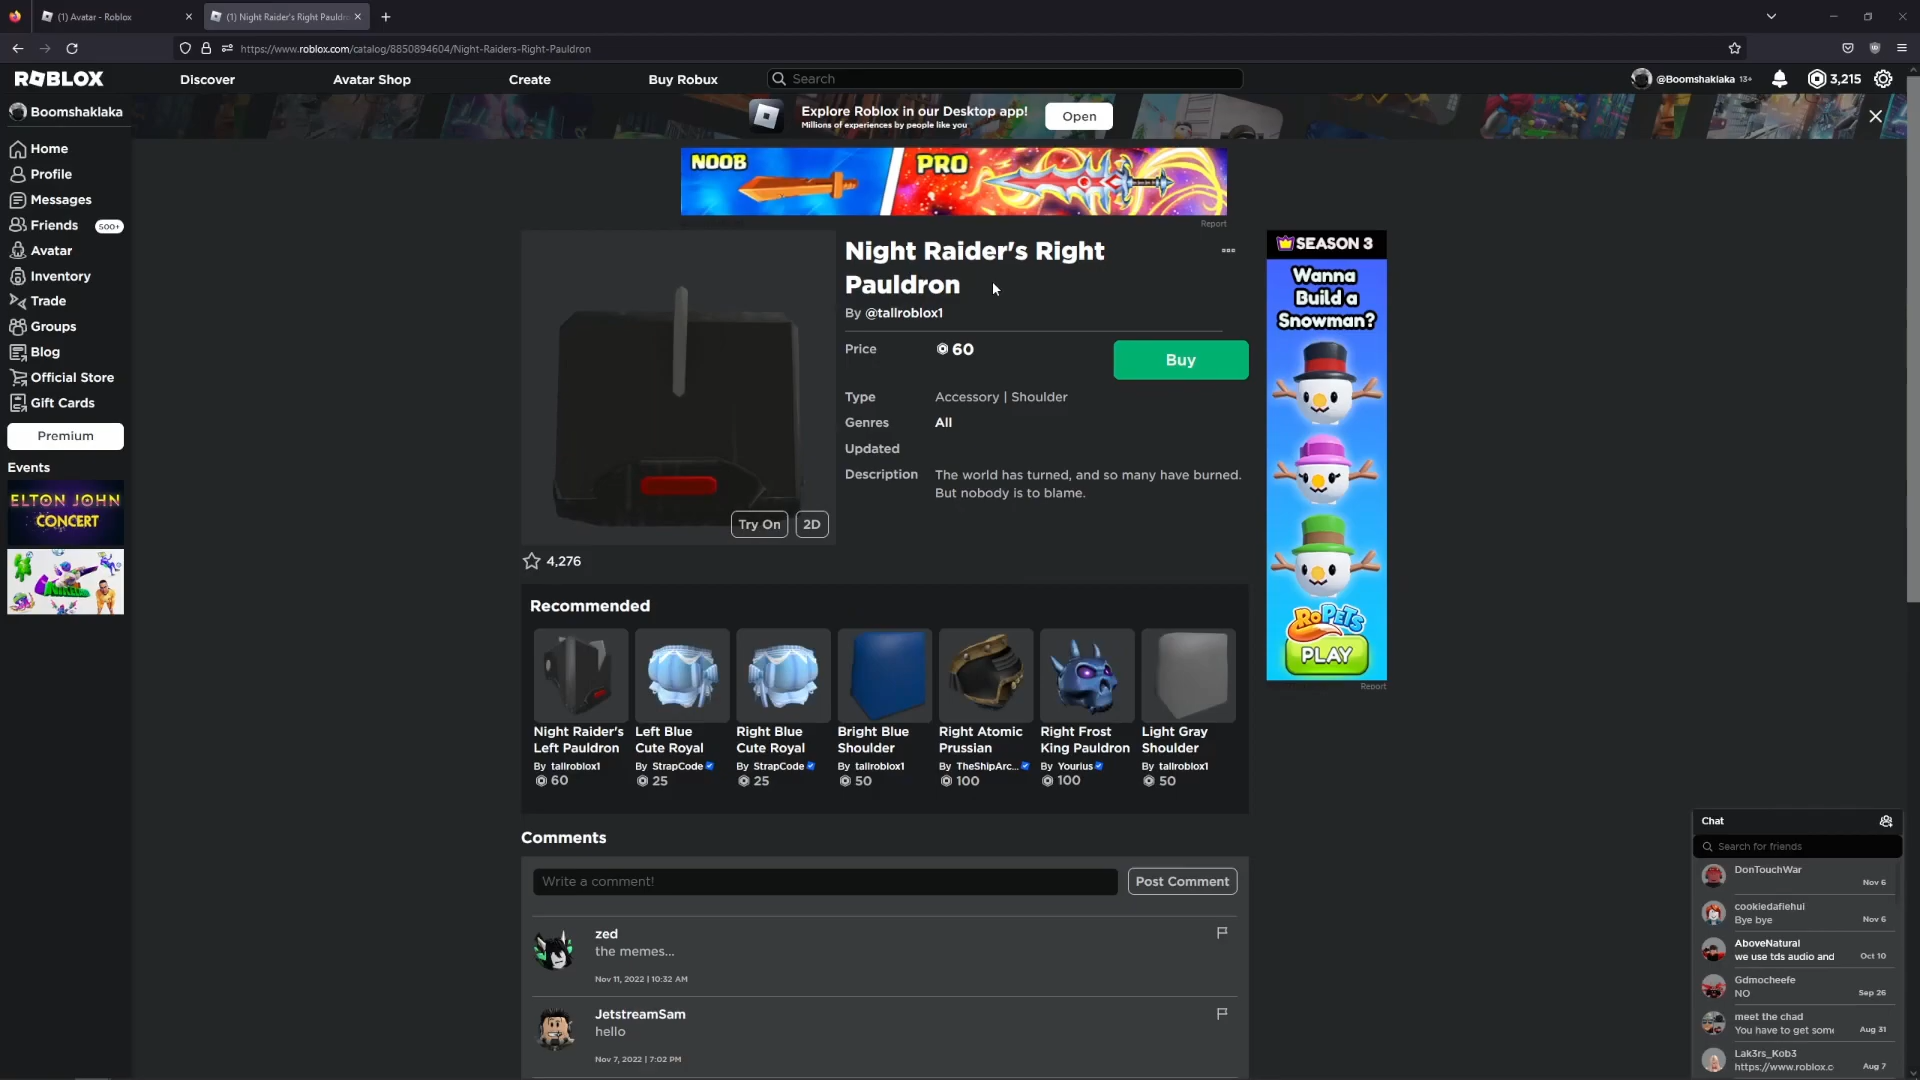 (1) Avatar - Roblox
(1) Night Raider's Right Pauldro
https://www.roblox.com/catalog/8850894604/Night-Raiders-Right-Pauldron
ROBLOX
Discover
Avatar Shop
Create
Buy Robux
Search
@Boomshaklaka 13+
3,215
Boomshaklaka
Explore Roblox in our Desktop app!
Millions of experiences by people like you
Open
Home
Profile
Messages
Friends
500+
Avatar
Inventory
Trade
Groups
Blog
Official Store
Gift Cards
Premium
Events
ELTON JOHN
CONCERT
NOOB
PRO
Report
Night Raider's Right
Pauldron
By @tallroblox1
Price
60
Buy
Type
Accessory | Shoulder
Genres
All
Updated
Description
The world has turned, and so many have burned.
But nobody is to blame.
Try On
2D
4,276
SEASON 3
Wanna
Build a
Snowman?
ROPETS
PLAY
Report
Recommended
Night Raider's
Left Pauldron
By tallroblox1
60
Left Blue
Cute Royal
By StrapCode
25
Right Blue
Cute Royal
By StrapCode
25
Bright Blue
Shoulder
By tallroblox1
50
Right Atomic
Prussian
By TheShipArc...
100
Right Frost
King Pauldron
By Yourius
100
Light Gray
Shoulder
By tallroblox1
50
Comments
Write a comment!
Post Comment
zed
the memes...
Nov 11, 2022 | 10:32 AM
JetstreamSam
hello
Nov 7, 2022 | 7:02 PM
Chat
Search for friends
DonTouchWar
Nov 6
cookiedafiehui
Bye bye
Nov 6
AboveNatural
we use tds audio and
Oct 10
Gdmocheefe
NO
Sep 26
meet the chad
You have to get some
Aug 31
Lak3rs_Kob3
https://www.roblox.c
Aug 7